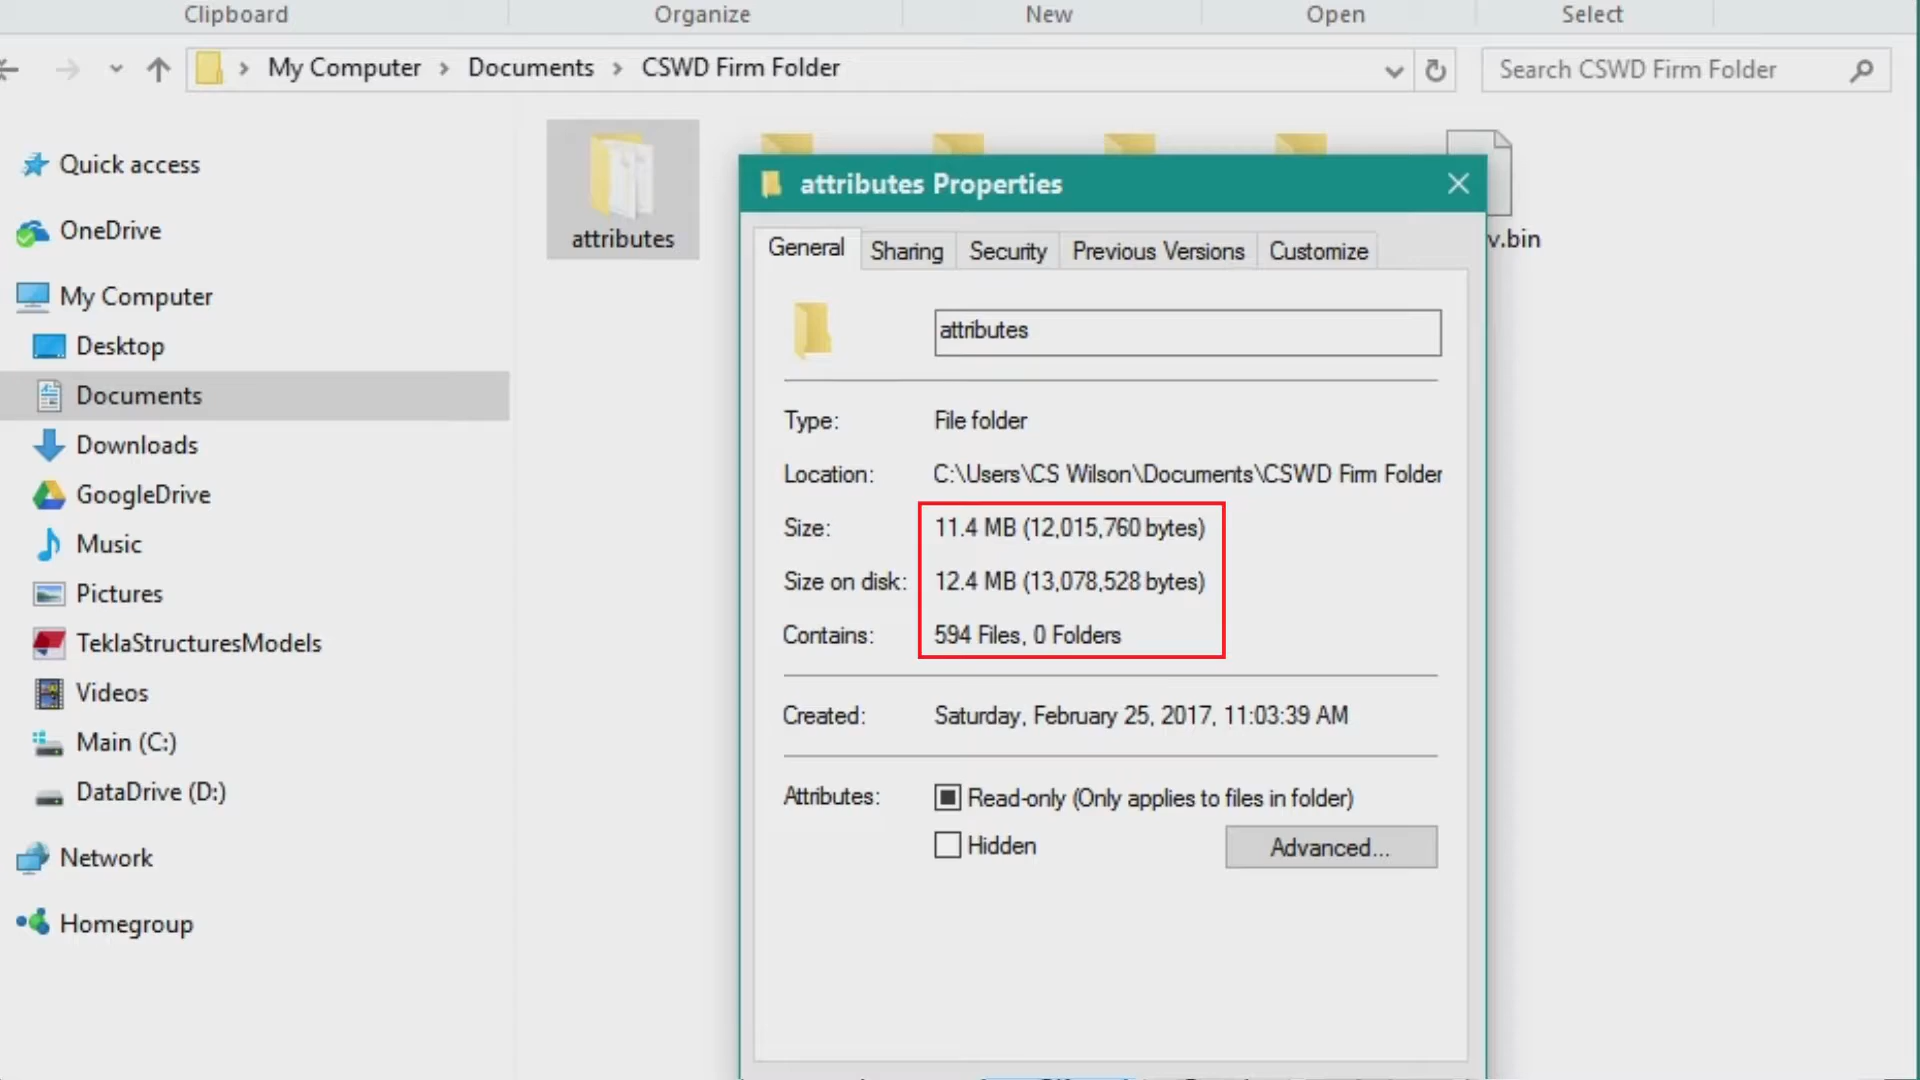 Clipboard Organize New Open Select
My Computer Documents CSWD Firm Folder
Search CSWD Firm Folder
Quick access
OneDrive
My Computer
Desktop
Documents
Downloads
GoogleDrive
Music
Pictures
TeklaStructuresModels
Videos
Main (C:)
DataDrive (D:)
Network
Homegroup
attributes
v.bin
attributes Properties
General Sharing Security Previous Versions Customize
attributes
Type: File folder
Location: C:\Users\CS Wilson\Documents\CSWD Firm Folder
Size: 11.4 MB (12,015,760 bytes)
Size on disk: 12.4 MB (13,078,528 bytes)
Contains: 594 Files, 0 Folders
Created: Saturday, February 25, 2017, 11:03:39 AM
Attributes: Read-only (Only applies to files in folder)
Hidden Advanced...